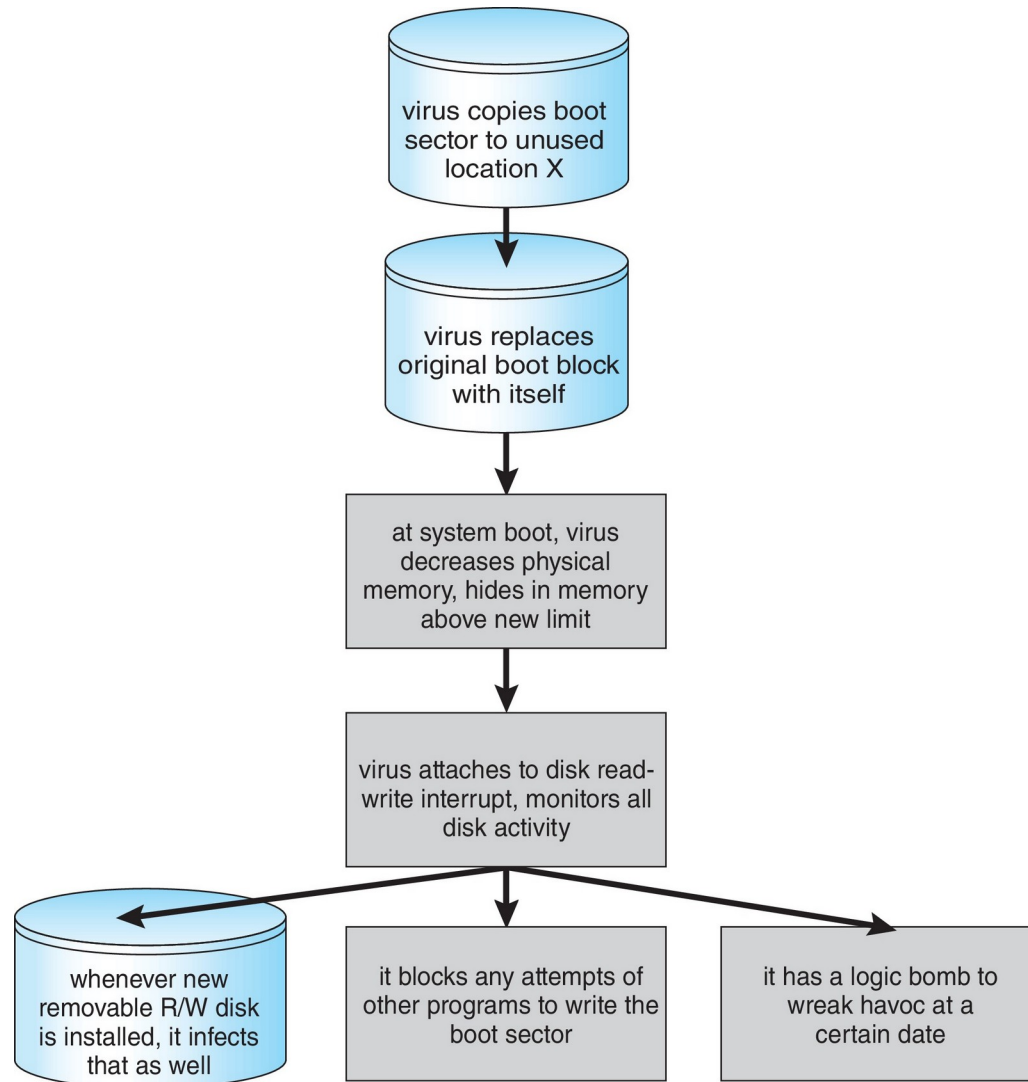 virus copies boot
sector to unused
location X
virus replaces
original boot block
with itself
at system boot, virus
decreases physical
memory, hides in memory
above new limit
virus attaches to disk read-
write interrupt, monitors all
disk activity
whenever new
removable R/W disk
is installed, it infects
that as well
it blocks any attempts of
other programs to write the
boot sector
it has a logic bomb to
wreak havoc at a
certain date